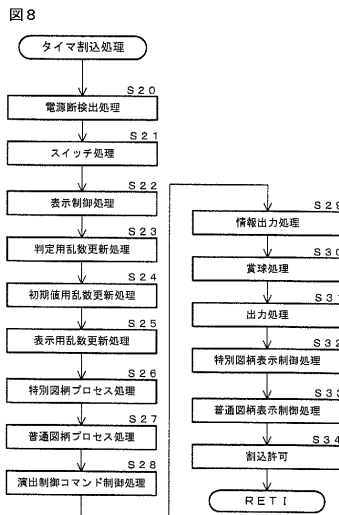 図8
タイマ割込処理
S20
電源断検出処理
S21
スイッチ処理
S22
表示制御処理
S23
判定用乱数更新処理
S24
初期値用乱数更新処理
S25
表示用乱数更新処理
S26
特別図柄プロセス処理
S27
普通図柄プロセス処理
S28
演出制御コマンド制御処理
S29
情報出力処理
S30
賞球処理
S31
出力処理
S32
特別図柄表示制御処理
S33
普通図柄表示制御処理
S34
割込許可
RETI